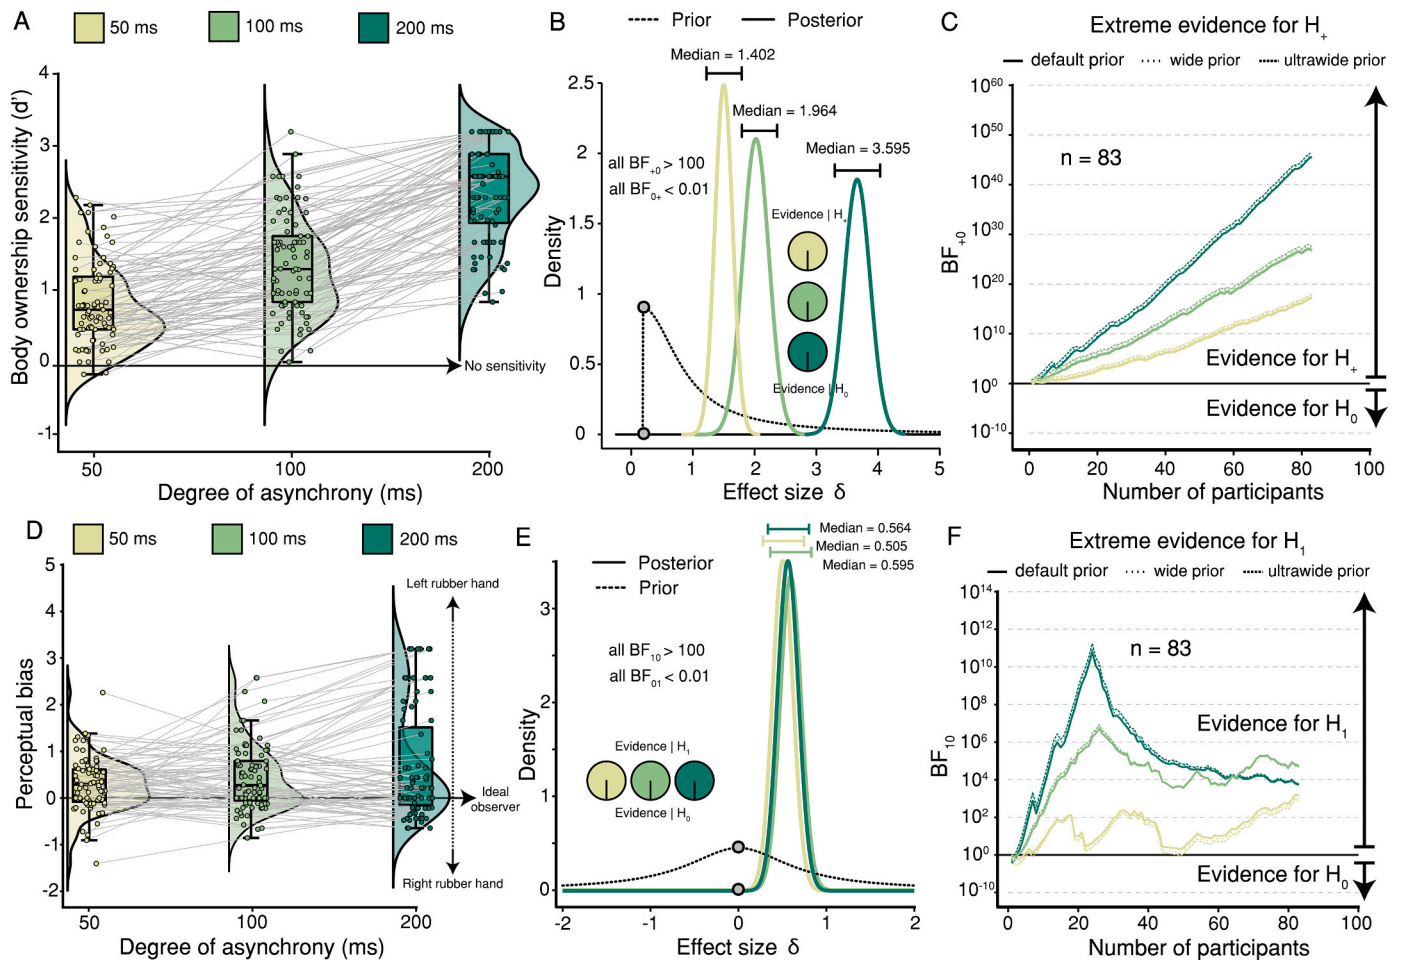 A
50 ms
100 ms
200 ms
Body ownership sensitivity (d')
4
3
2
1
0
-1
No sensitivity
50
100
200
Degree of asynchrony (ms)
B
Prior
Posterior
Median = 1.402
Median = 1.964
Median = 3.595
all BF+0 > 100
all BF0+ < 0.01
Evidence | H+
Evidence | H0
Density
2.5
2
1.5
1
0.5
0
0
1
2
3
4
5
Effect size δ
C
Extreme evidence for H+
default prior
wide prior
ultrawide prior
n = 83
BF+0
10^60
10^50
10^40
10^30
10^20
10^10
10^0
10^-10
Evidence for H+
Evidence for H0
0
20
40
60
80
100
Number of participants
D
50 ms
100 ms
200 ms
Perceptual bias
5
4
3
2
1
0
-1
-2
Left rubber hand
Ideal
observer
Right rubber hand
50
100
200
Degree of asynchrony (ms)
E
Median = 0.564
Median = 0.505
Median = 0.595
Posterior
Prior
all BF10 > 100
all BF01 < 0.01
Evidence | H1
Evidence | H0
Density
3
2
1
0
-2
-1
0
1
2
Effect size δ
F
Extreme evidence for H1
default prior
wide prior
ultrawide prior
n = 83
BF10
10^14
10^12
10^10
10^8
10^6
10^4
10^2
10^0
10^-10
Evidence for H1
Evidence for H0
0
20
40
60
80
100
Number of participants